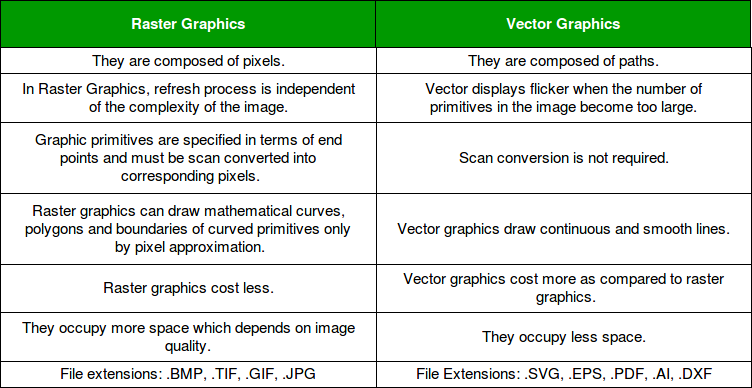 Raster Graphics
Vector Graphics
They are composed of pixels.
They are composed of paths.
In Raster Graphics, refresh process is independent
of the complexity of the image.
Vector displays flicker when the number of
primitives in the image become too large.
Graphic primitives are specified in terms of end
points and must be scan converted into
corresponding pixels.
Scan conversion is not required.
Raster graphics can draw mathematical curves,
polygons and boundaries of curved primitives only
by pixel approximation.
Vector graphics draw continuous and smooth lines.
Raster graphics cost less.
Vector graphics cost more as compared to raster
graphics.
They occupy more space which depends on image
quality.
They occupy less space.
File extensions: .BMP, .TIF, .GIF, .JPG
File Extensions: .SVG, .EPS, .PDF, .AI, .DXF